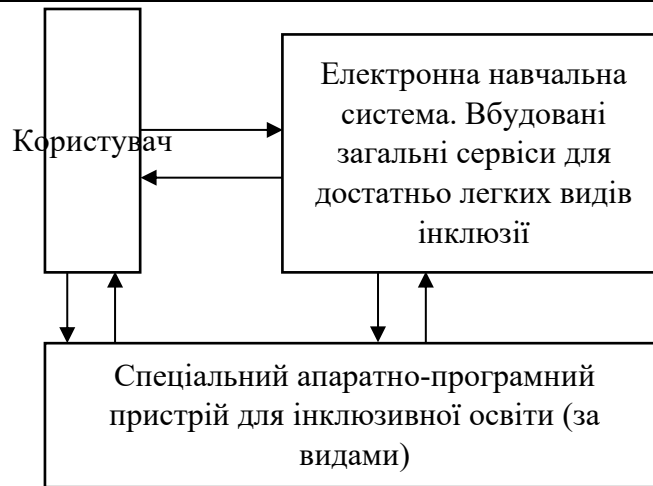 Користувач
Електронна навчальна
система. Вбудовані
загальні сервіси для
достатньо легких видів
інклюзії
Спеціальний апаратно-програмний
пристрій для інклюзивної освіти (за
видами)